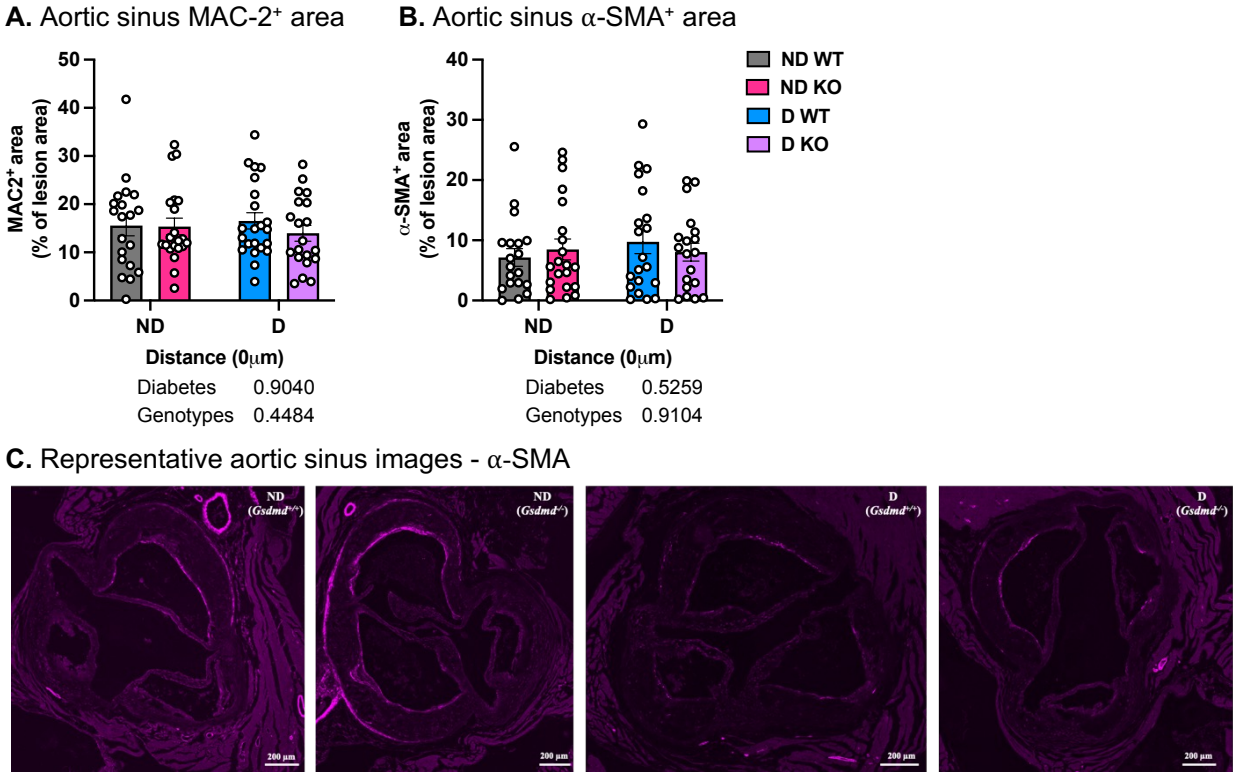 A. Aortic sinus MAC-2⁺ area
B. Aortic sinus α-SMA⁺ area
MAC2⁺ area
(% of lesion area)
50
40
30
20
10
0
ND
D
Distance (0μm)
Diabetes 0.9040
Genotypes 0.4484
α-SMA⁺ area
(% of lesion area)
40
30
20
10
0
ND
D
Distance (0μm)
Diabetes 0.5259
Genotypes 0.9104
ND WT
ND KO
D WT
D KO
C. Representative aortic sinus images - α-SMA
ND
(Gsdmd⁺/⁺)
200 μm
ND
(Gsdmd⁻/⁻)
200 μm
D
(Gsdmd⁺/⁺)
200 μm
D
(Gsdmd⁻/⁻)
200 μm